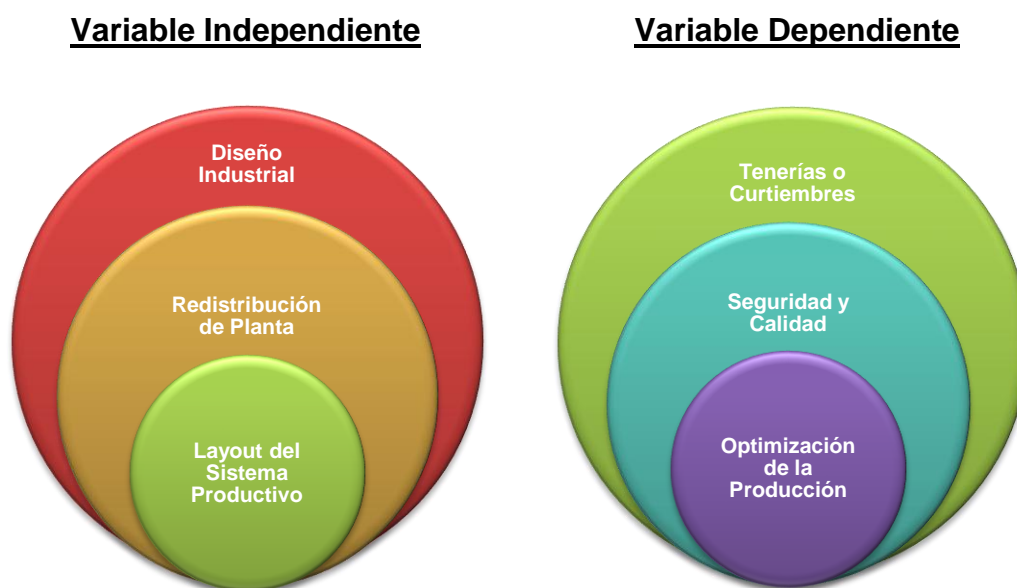 Variable Independiente
Variable Dependiente
Diseño
Industrial
Redistribución
de Planta
Layout del
Sistema
Productivo
Tenerías o
Curtiembres
Seguridad y
Calidad
Optimización
de la
Producción